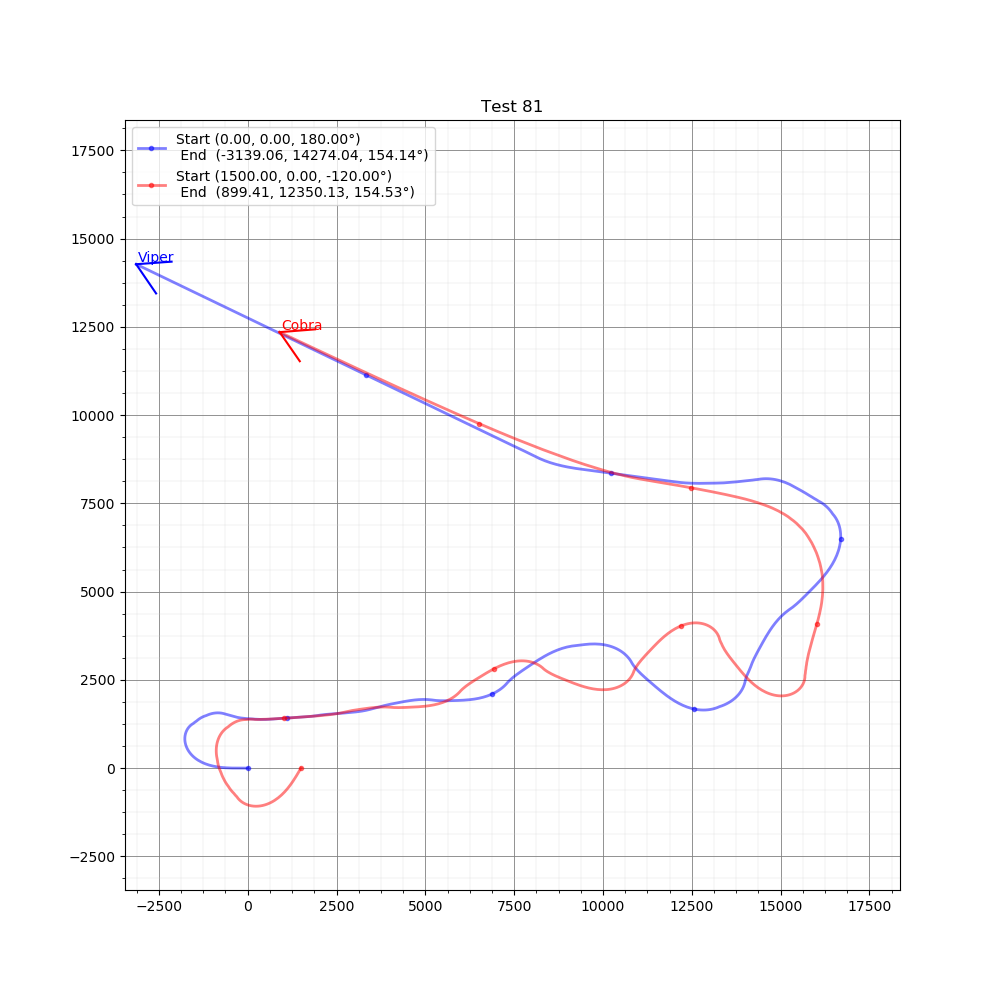 Test 81
Start (0.00, 0.00, 180.00°)
End  (-3139.06, 14274.04, 154.14°)
Start (1500.00, 0.00, -120.00°)
End  (899.41, 12350.13, 154.53°)
17500
15000
12500
10000
7500
5000
2500
0
−2500
Viper
Cobra
−2500 0 2500 5000 7500 10000 12500 15000 17500